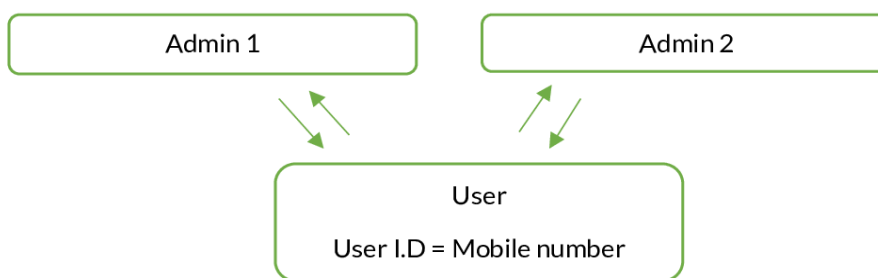 Admin 1
Admin 2
User
User I.D = Mobile number